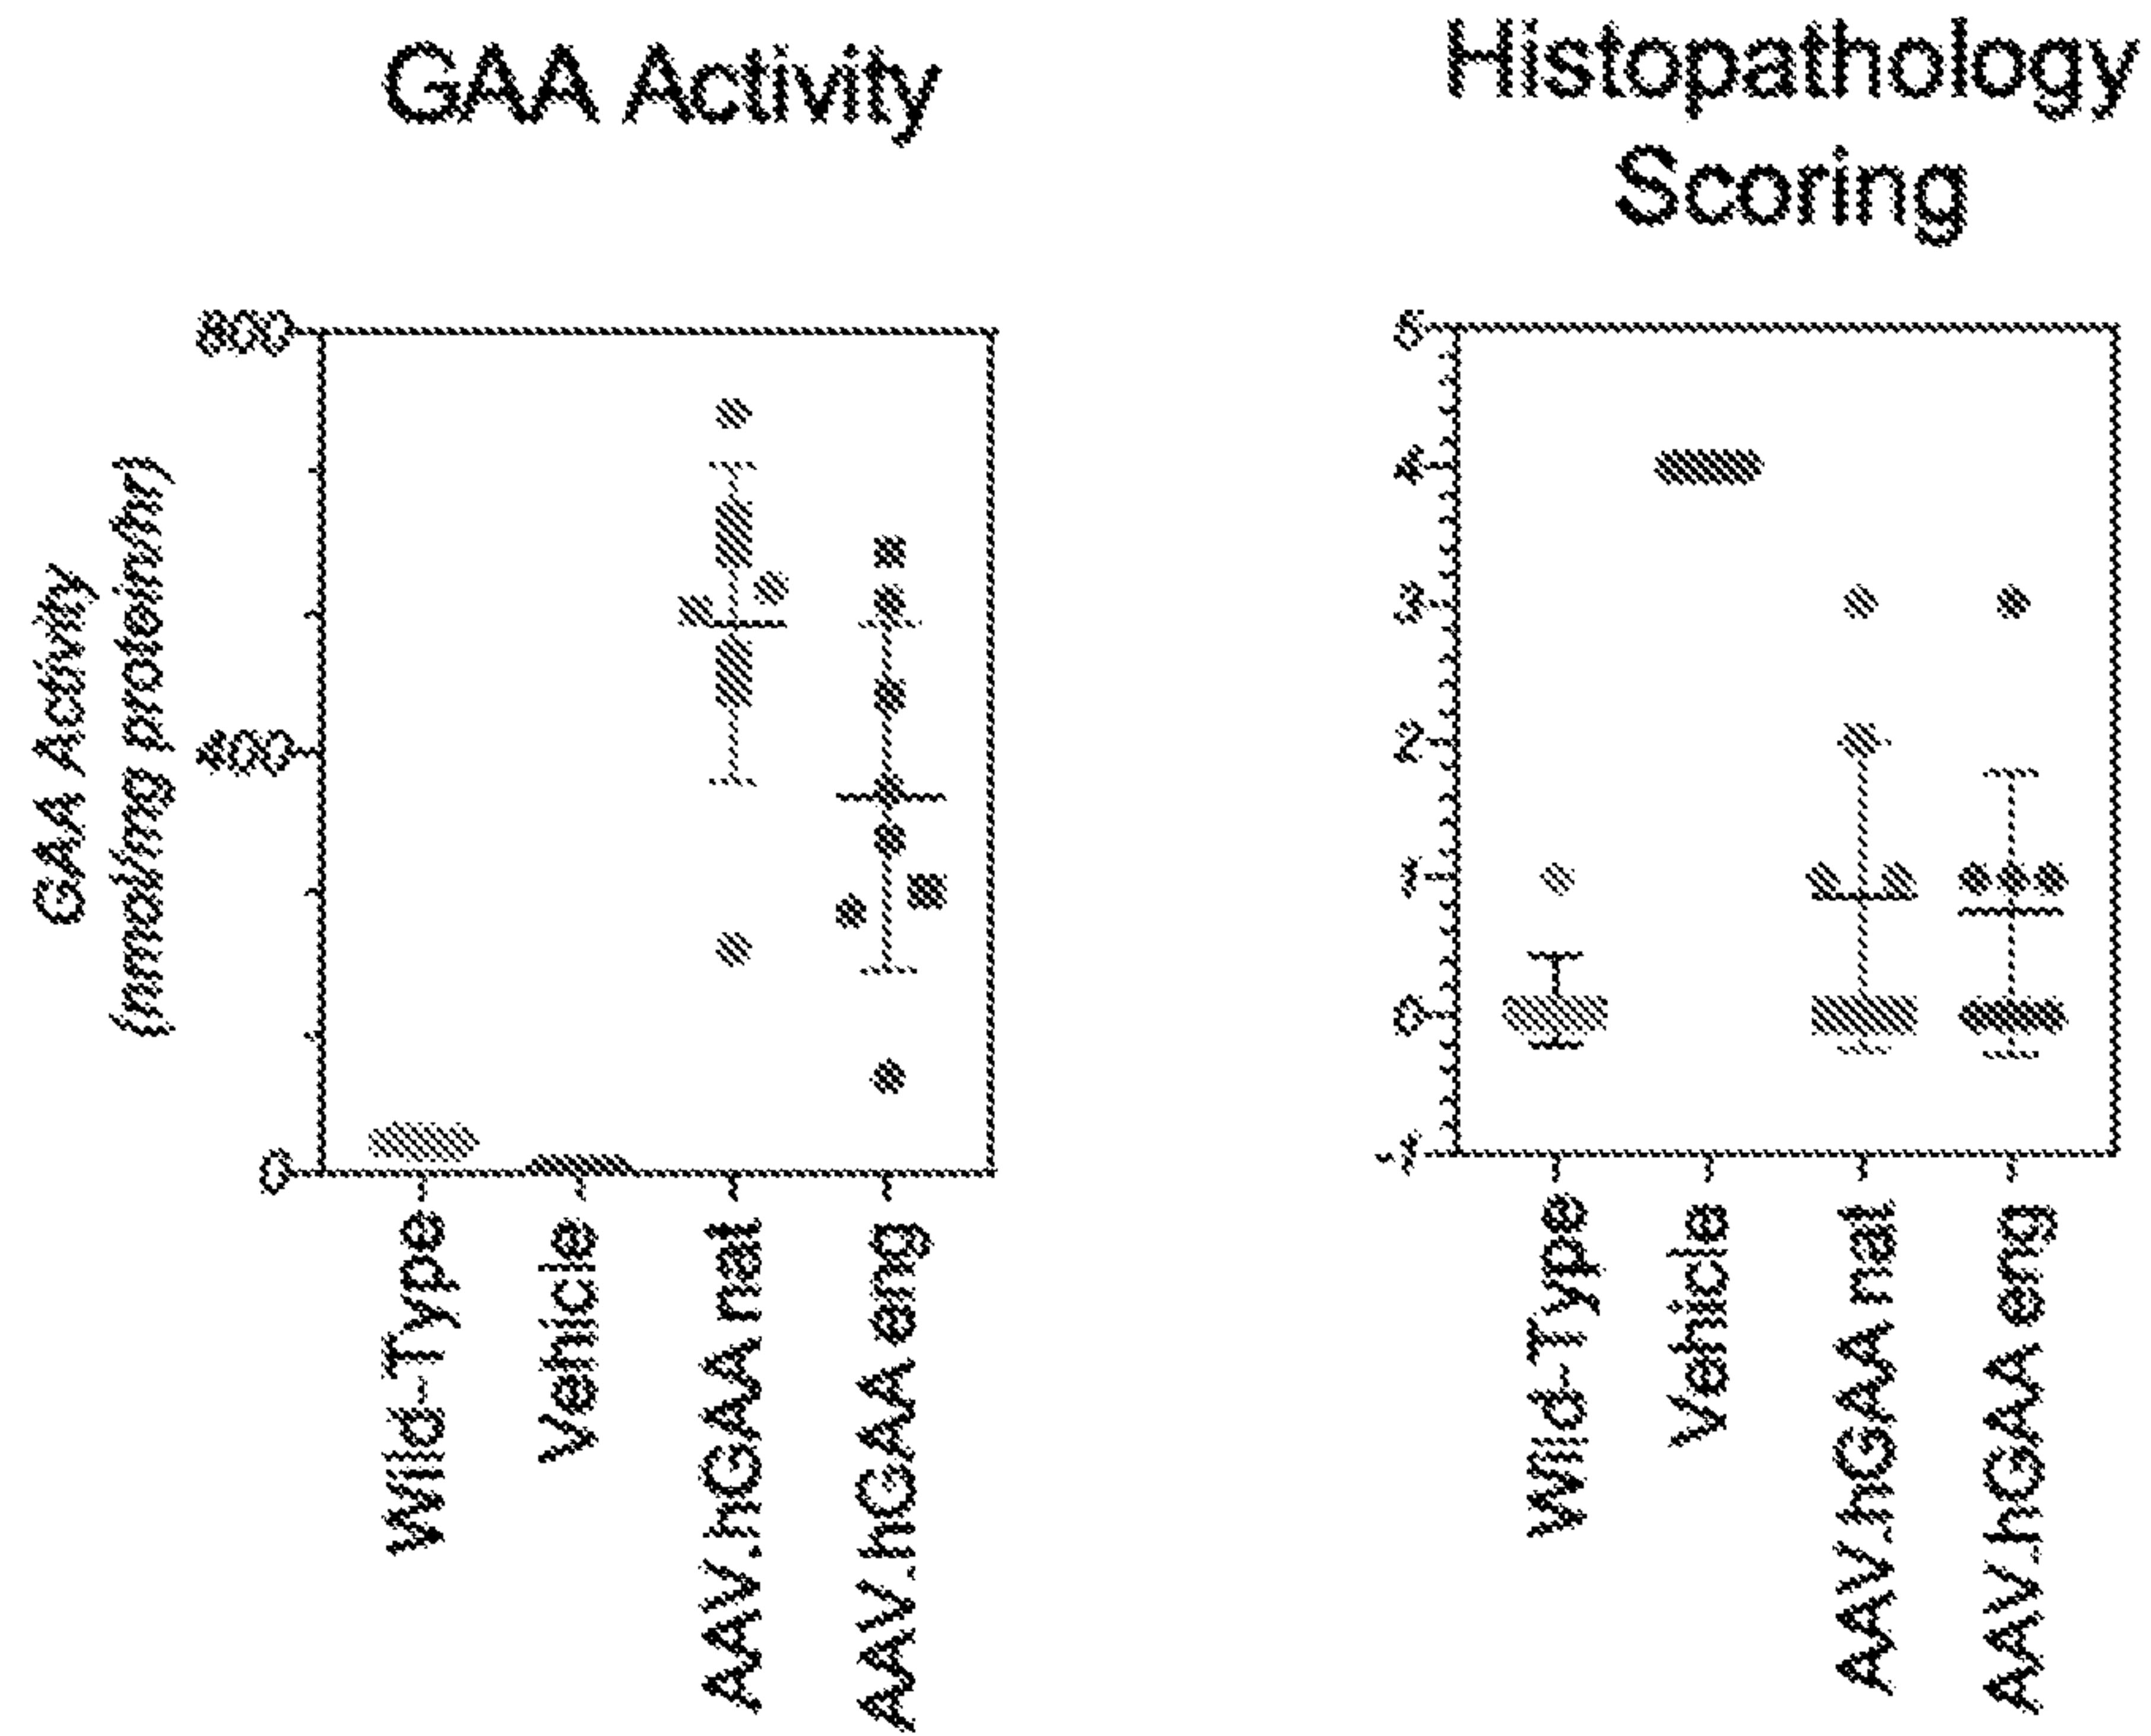 GAA Activity
GAA Activity
(nmol/mg protein/hr)
800
400
0
Wild-Type
Vehicle
AAV.hGAA nat
AAV.hGAA eng
Histopathology
Scoring
5
4
3
2
1
0
-1
Wild-Type
Vehicle
AAV.hGAA nat
AAV.hGAA eng